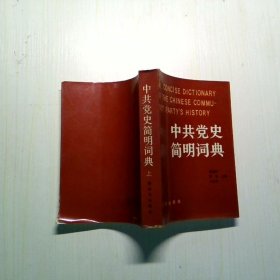 CONCISE DICTIONARY
THE CHINESE COMMU-
PARTY'S HISTORY
中共党史
简明词典
中共党史简明词典
上